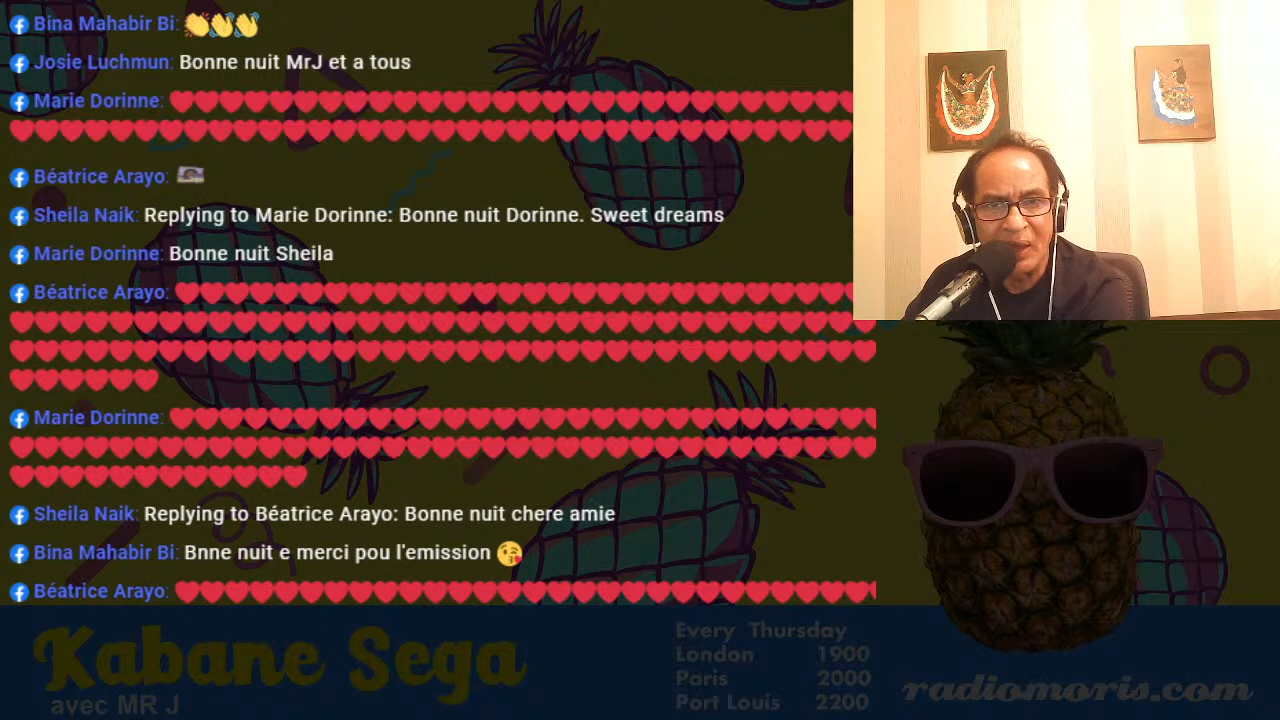 Bina Mahabir Bi: 👏👋👋
Josie Luchmun: Bonne nuit MrJ et a tous
Marie Dorinne:
Béatrice Arayo:
Sheila Naik: Replying to Marie Dorinne: Bonne nuit Dorinne. Sweet dreams
Marie Dorinne: Bonne nuit Sheila
Béatrice Arayo:
Marie Dorinne:
Sheila Naik: Replying to Béatrice Arayo: Bonne nuit chere amie
Bina Mahabir Bi: Bnne nuit e merci pou l'emission 😘
Béatrice Arayo:
Kabane Sega
avec MR J
Every Thursday
London 1900
Paris 2000
Port Louis 2200
radiomoris.com